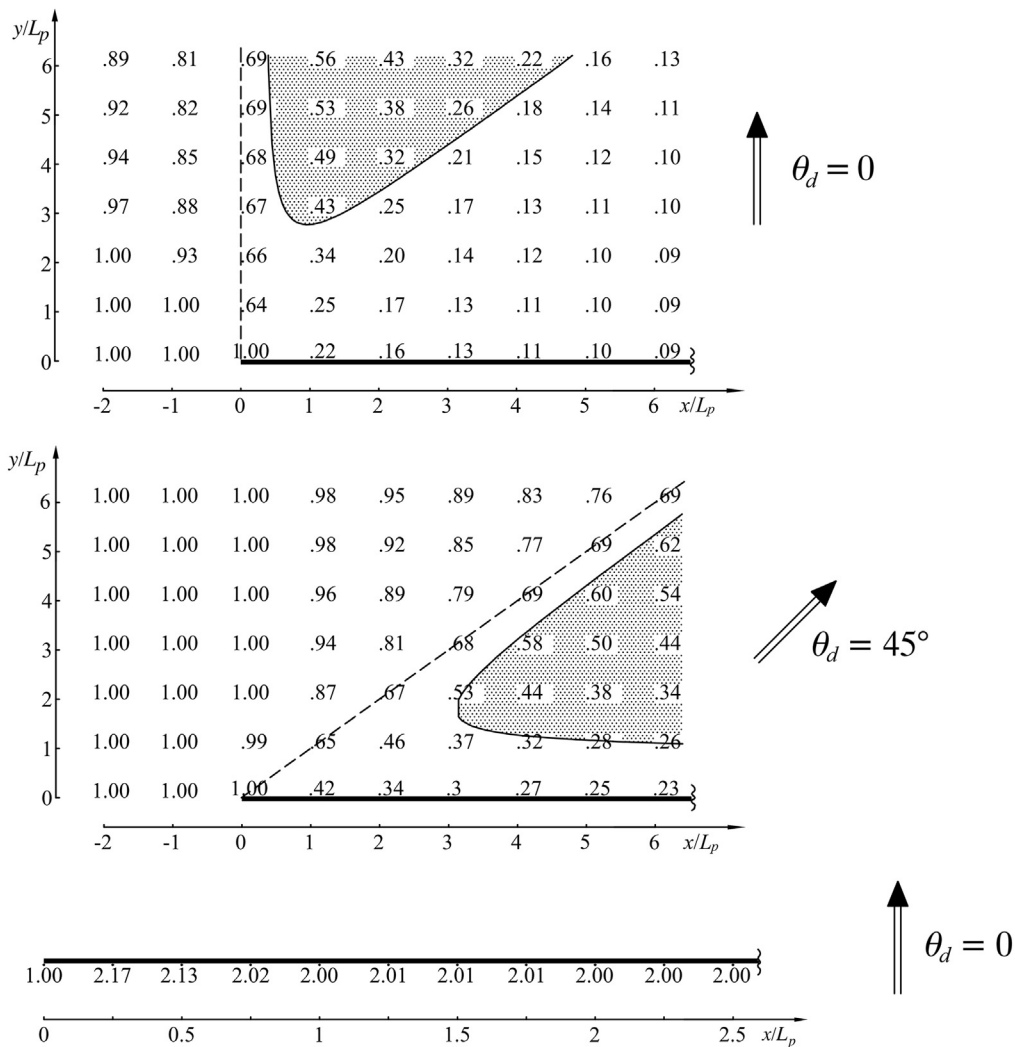 y/Lp
6 .89 .81 .69 .56 .43 .32 .22 .16 .13
5 .92 .82 .69 .53 .38 .26 .18 .14 .11
4 .94 .85 .68 .49 .32 .21 .15 .12 .10
θd = 0
3 .97 .88 .67 .43 .25 .17 .13 .11 .10
2 1.00 .93 .66 .34 .20 .14 .12 .10 .09
1 1.00 1.00 .64 .25 .17 .13 .11 .10 .09
0 1.00 1.00 1.00 .22 .16 .13 .11 .10 .09
-2 -1 0 1 2 3 4 5 6 x/Lp
y/Lp
6 1.00 1.00 1.00 .98 .95 .89 .83 .76 .69
5 1.00 1.00 1.00 .98 .92 .85 .77 .69 .62
4 1.00 1.00 1.00 .96 .89 .79 .69 .60 .54
3 1.00 1.00 1.00 .94 .81 .68 .58 .50 .44
θd = 45°
2 1.00 1.00 1.00 .87 .67 .53 .44 .38 .34
1 1.00 1.00 .99 .65 .46 .37 .32 .28 .26
0 1.00 1.00 1.00 .42 .34 .3 .27 .25 .23
-2 -1 0 1 2 3 4 5 6 x/Lp
θd = 0
1.00 2.17 2.13 2.02 2.00 2.01 2.01 2.01 2.00 2.00 2.00
0 0.5 1 1.5 2 2.5 x/Lp